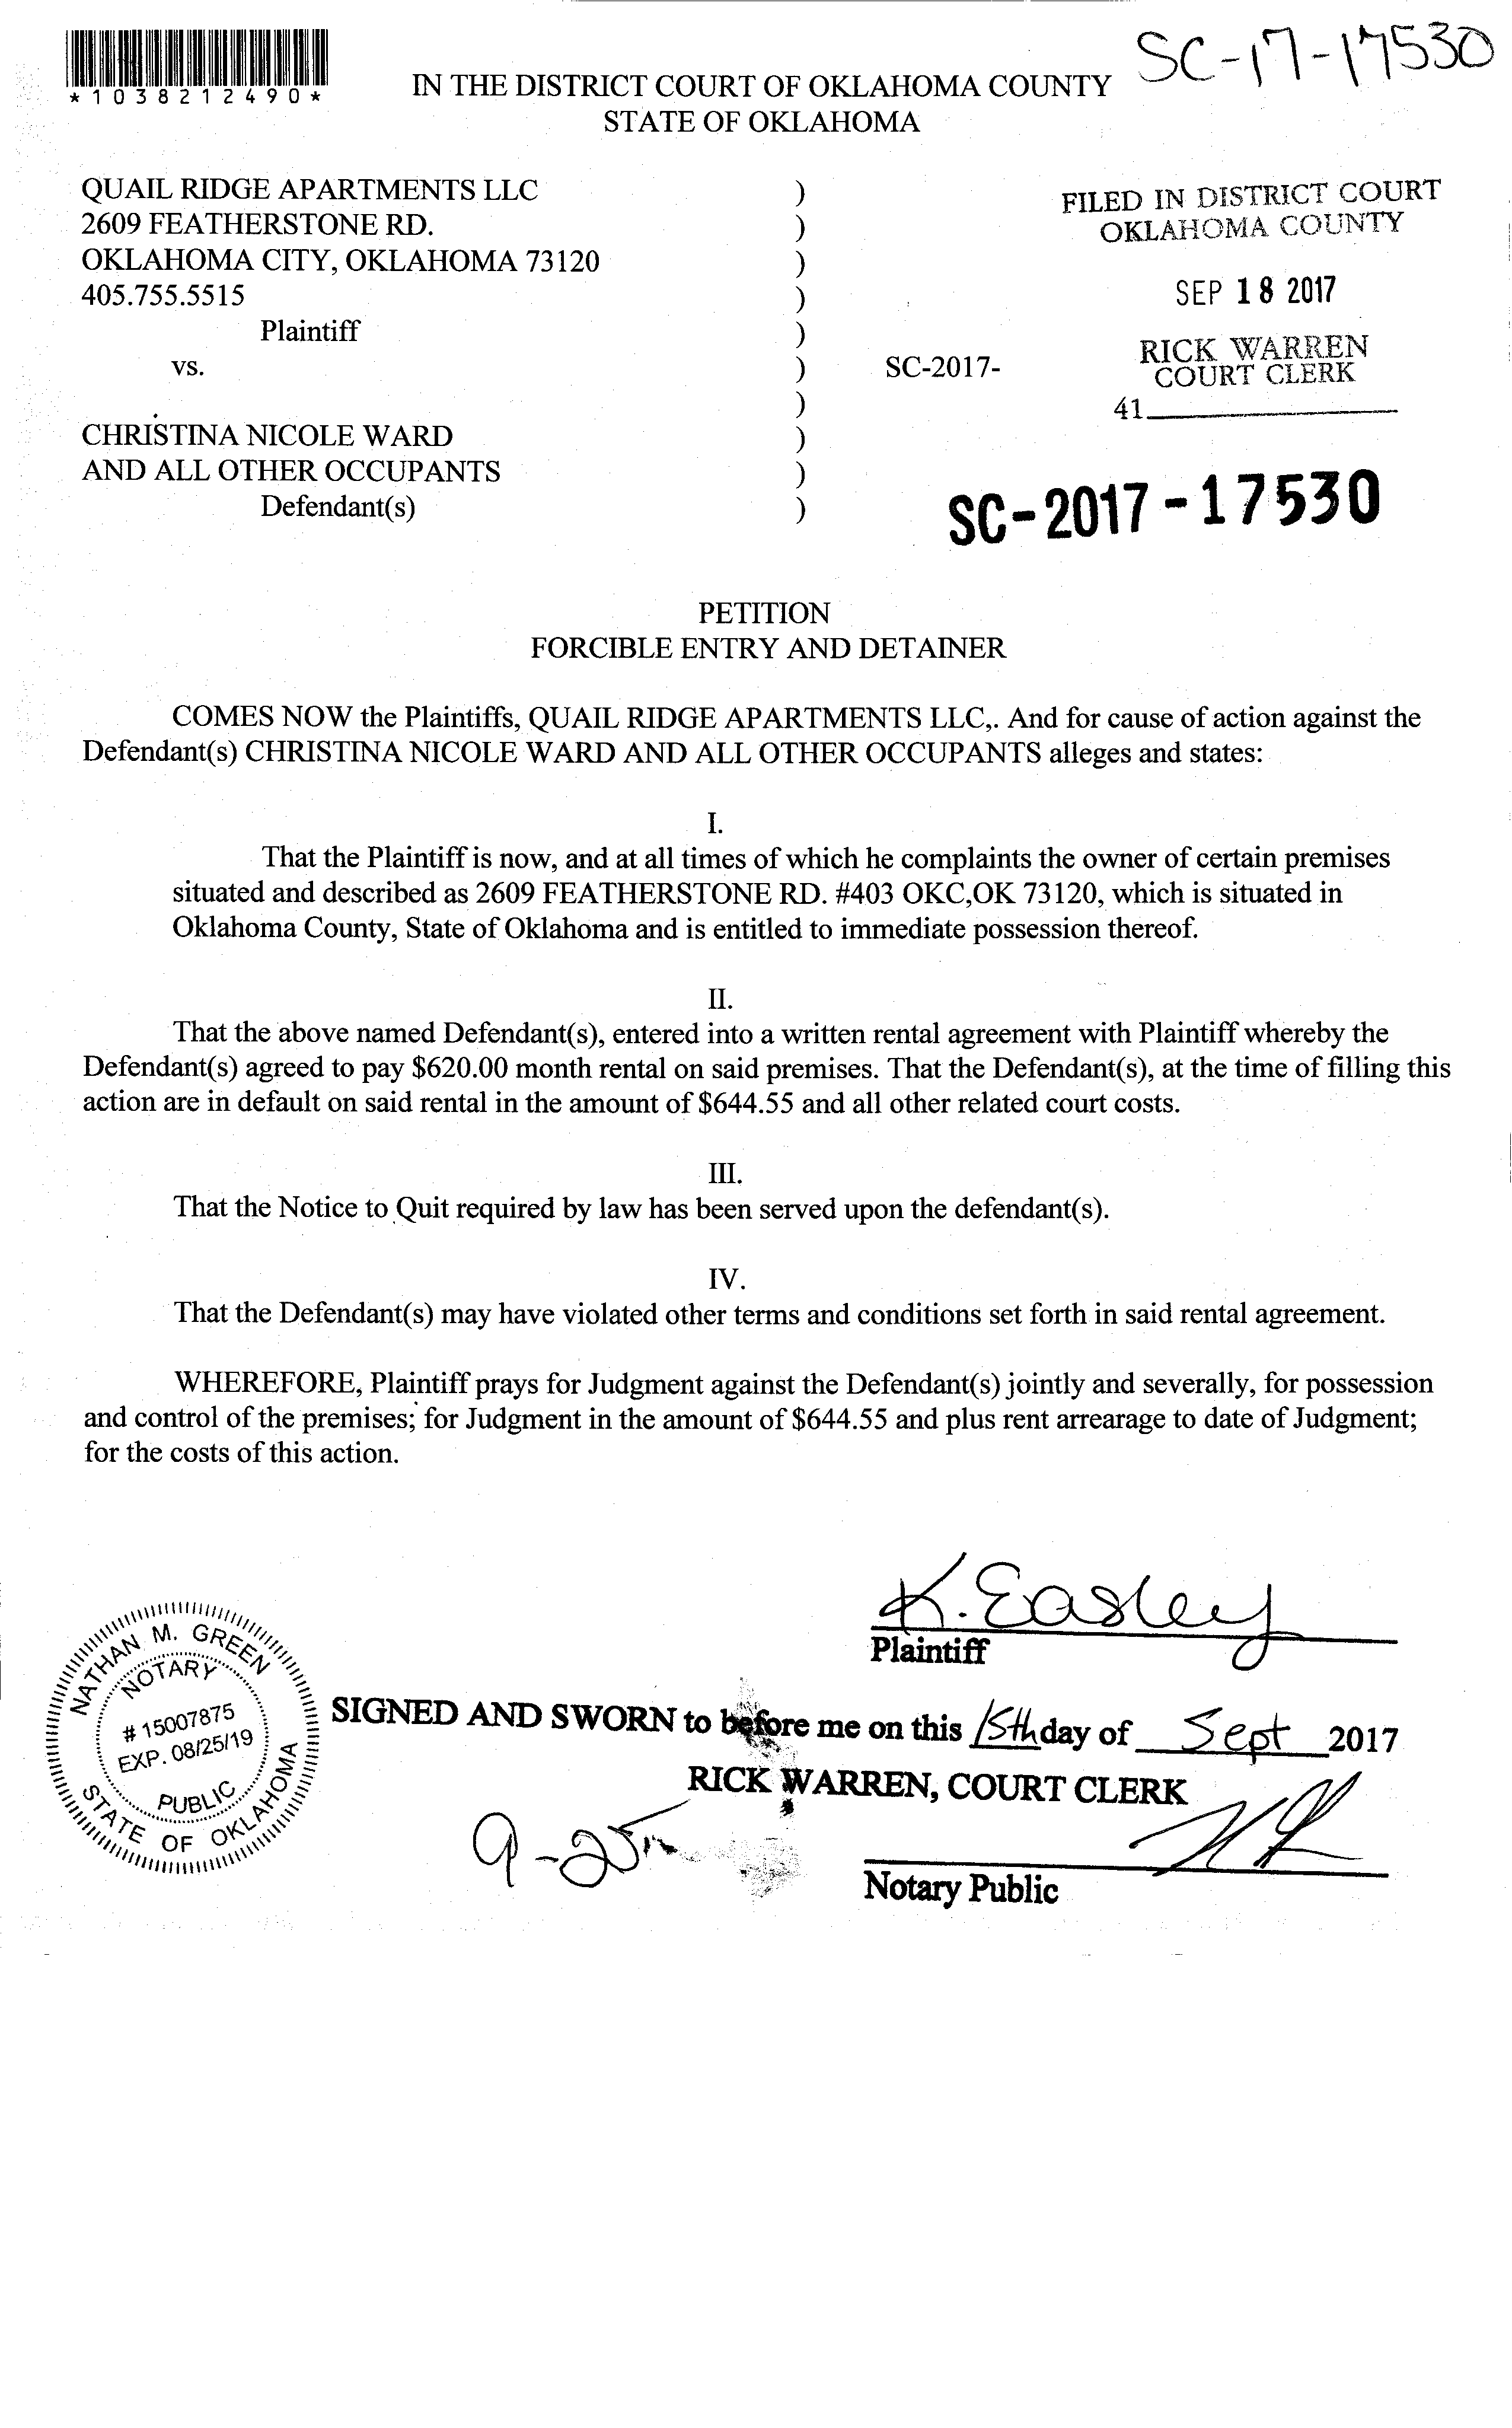 SC-17-17530
*1038212490*
IN THE DISTRICT COURT OF OKLAHOMA COUNTY
STATE OF OKLAHOMA
QUAIL RIDGE APARTMENTS LLC )
2609 FEATHERSTONE RD. )
OKLAHOMA CITY, OKLAHOMA 73120 )
405.755.5515 )
Plaintiff )
vs. ) SC-2017-
)
CHRISTINA NICOLE WARD )
AND ALL OTHER OCCUPANTS )
Defendant(s) )
FILED IN DISTRICT COURT
OKLAHOMA COUNTY
SEP 18 2017
RICK WARREN
COURT CLERK
41
SC-2017-17530
PETITION
FORCIBLE ENTRY AND DETAINER
COMES NOW the Plaintiffs, QUAIL RIDGE APARTMENTS LLC,. And for cause of action against the
Defendant(s) CHRISTINA NICOLE WARD AND ALL OTHER OCCUPANTS alleges and states:
I.
That the Plaintiff is now, and at all times of which he complaints the owner of certain premises
situated and described as 2609 FEATHERSTONE RD. #403 OKC,OK 73120, which is situated in
Oklahoma County, State of Oklahoma and is entitled to immediate possession thereof.
II.
That the above named Defendant(s), entered into a written rental agreement with Plaintiff whereby the
Defendant(s) agreed to pay $620.00 month rental on said premises. That the Defendant(s), at the time of filling this
action are in default on said rental in the amount of $644.55 and all other related court costs.
III.
That the Notice to Quit required by law has been served upon the defendant(s).
IV.
That the Defendant(s) may have violated other terms and conditions set forth in said rental agreement.
WHEREFORE, Plaintiff prays for Judgment against the Defendant(s) jointly and severally, for possession
and control of the premises; for Judgment in the amount of $644.55 and plus rent arrearage to date of Judgment;
for the costs of this action.
K. Easley
Plaintiff
NATHAN M. GREEN
NOTARY
# 15007875
EXP. 08/25/19
PUBLIC
STATE OF OKLAHOMA
SIGNED AND SWORN to before me on this 15th day of Sept 2017
RICK WARREN, COURT CLERK
9-25
Notary Public